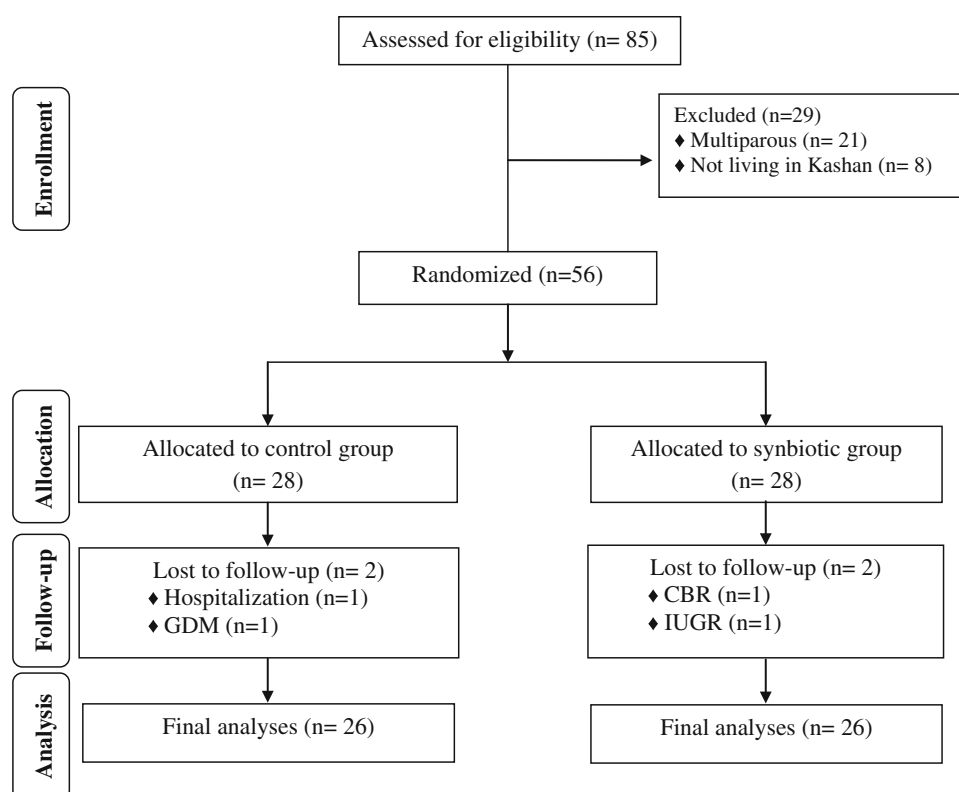 Assessed for eligibility (n= 85)
Enrollment
Excluded (n=29)
♦ Multiparous (n= 21)
♦ Not living in Kashan (n= 8)
Randomized (n=56)
Allocation
Allocated to control group
(n= 28)
Allocated to synbiotic group
(n= 28)
Follow-up
Lost to follow-up (n= 2)
♦ Hospitalization (n=1)
♦ GDM (n=1)
Lost to follow-up (n= 2)
♦ CBR (n=1)
♦ IUGR (n=1)
Analysis
Final analyses (n= 26)
Final analyses (n= 26)